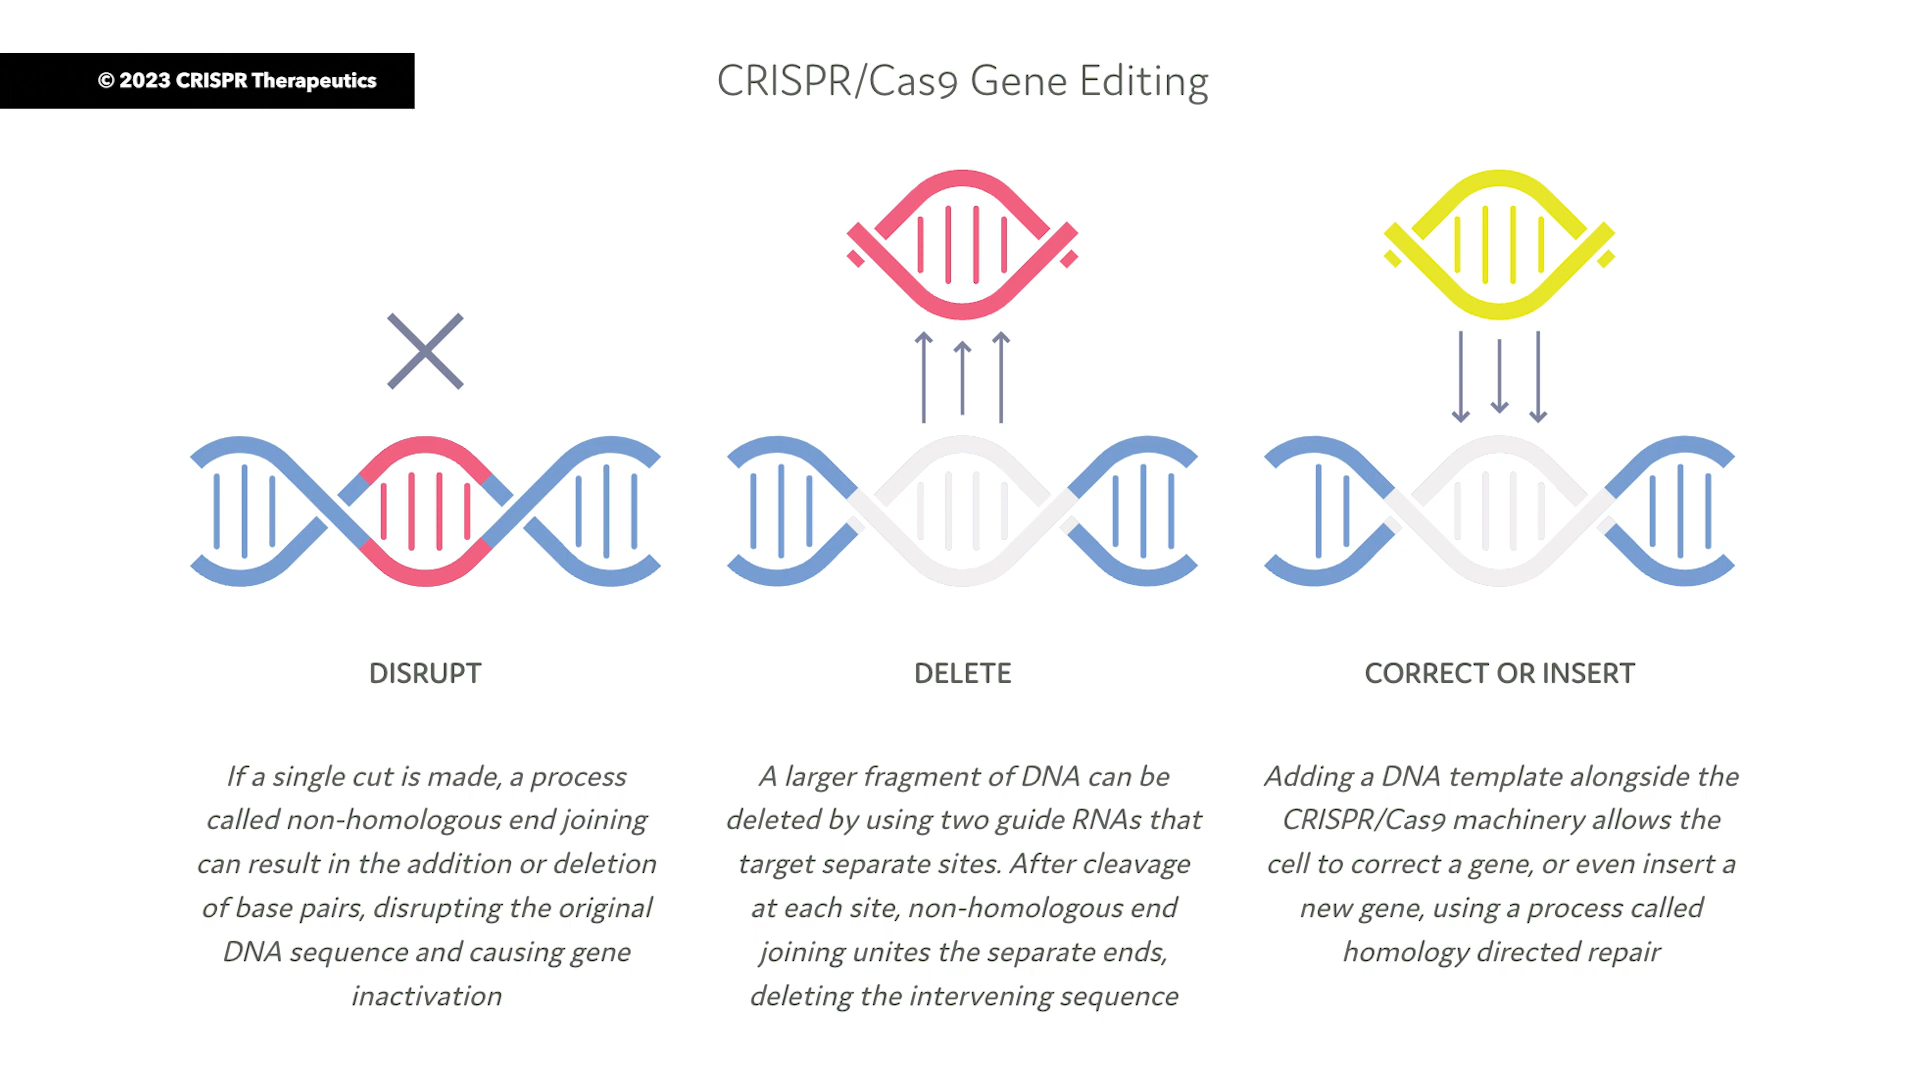 © 2023 CRISPR Therapeutics
CRISPR/Cas9 Gene Editing
DISRUPT
If a single cut is made, a process
called non-homologous end joining
can result in the addition or deletion
of base pairs, disrupting the original
DNA sequence and causing gene
inactivation
DELETE
A larger fragment of DNA can be
deleted by using two guide RNAs that
target separate sites. After cleavage
at each site, non-homologous end
joining unites the separate ends,
deleting the intervening sequence
CORRECT OR INSERT
Adding a DNA template alongside the
CRISPR/Cas9 machinery allows the
cell to correct a gene, or even insert a
new gene, using a process called
homology directed repair